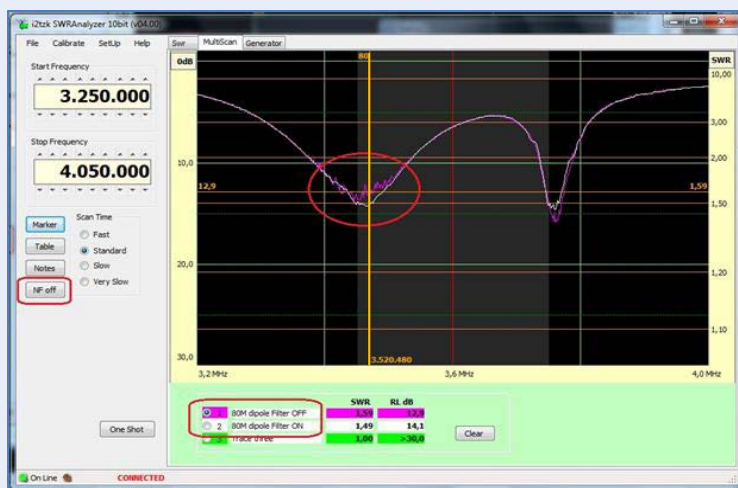 i2tzk SWRAnalyzer 10bit (v04.00)
File Calibrate SetUp Help
Swr MultiScan Generator
Start Frequency
3.250.000
Stop Frequency
4.050.000
Marker
Table
Notes
NF off
Scan Time
Fast
Standard
Slow
Very Slow
One Shot
0dB
10,0
20,0
30,0
80
12,9
1,59
3.520.480
3,2 MHz
3,6 MHz
4,0 MHz
SWR
10,00
3,00
2,00
1,50
1,20
1,10
SWR RL dB
1 80M dipole Filter OFF 1,59 12,9
2 80M dipole Filter ON 1,49 14,1
3 Trace three 1,00 >30,0
Clear
On Line CONNECTED